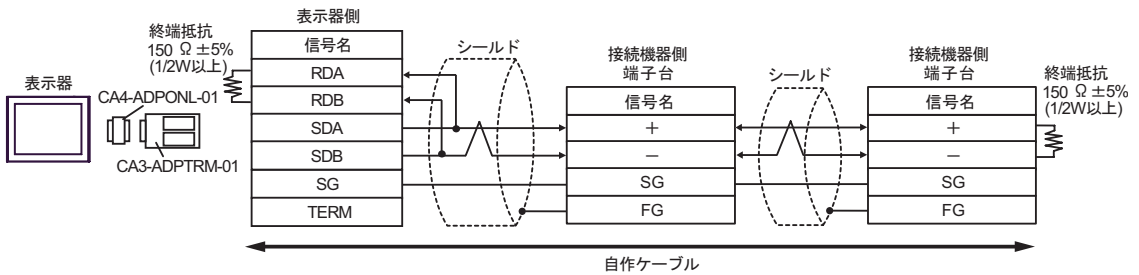 表示器
CA4-ADPONL-01
CA3-ADPTRM-01
終端抵抗
150 Ω ±5%
(1/2W以上)
表示器側
信号名
RDA
RDB
SDA
SDB
SG
TERM
シールド
接続機器側
端子台
信号名
+
-
SG
FG
シールド
接続機器側
端子台
信号名
+
-
SG
FG
終端抵抗
150 Ω ±5%
(1/2W以上)
自作ケーブル